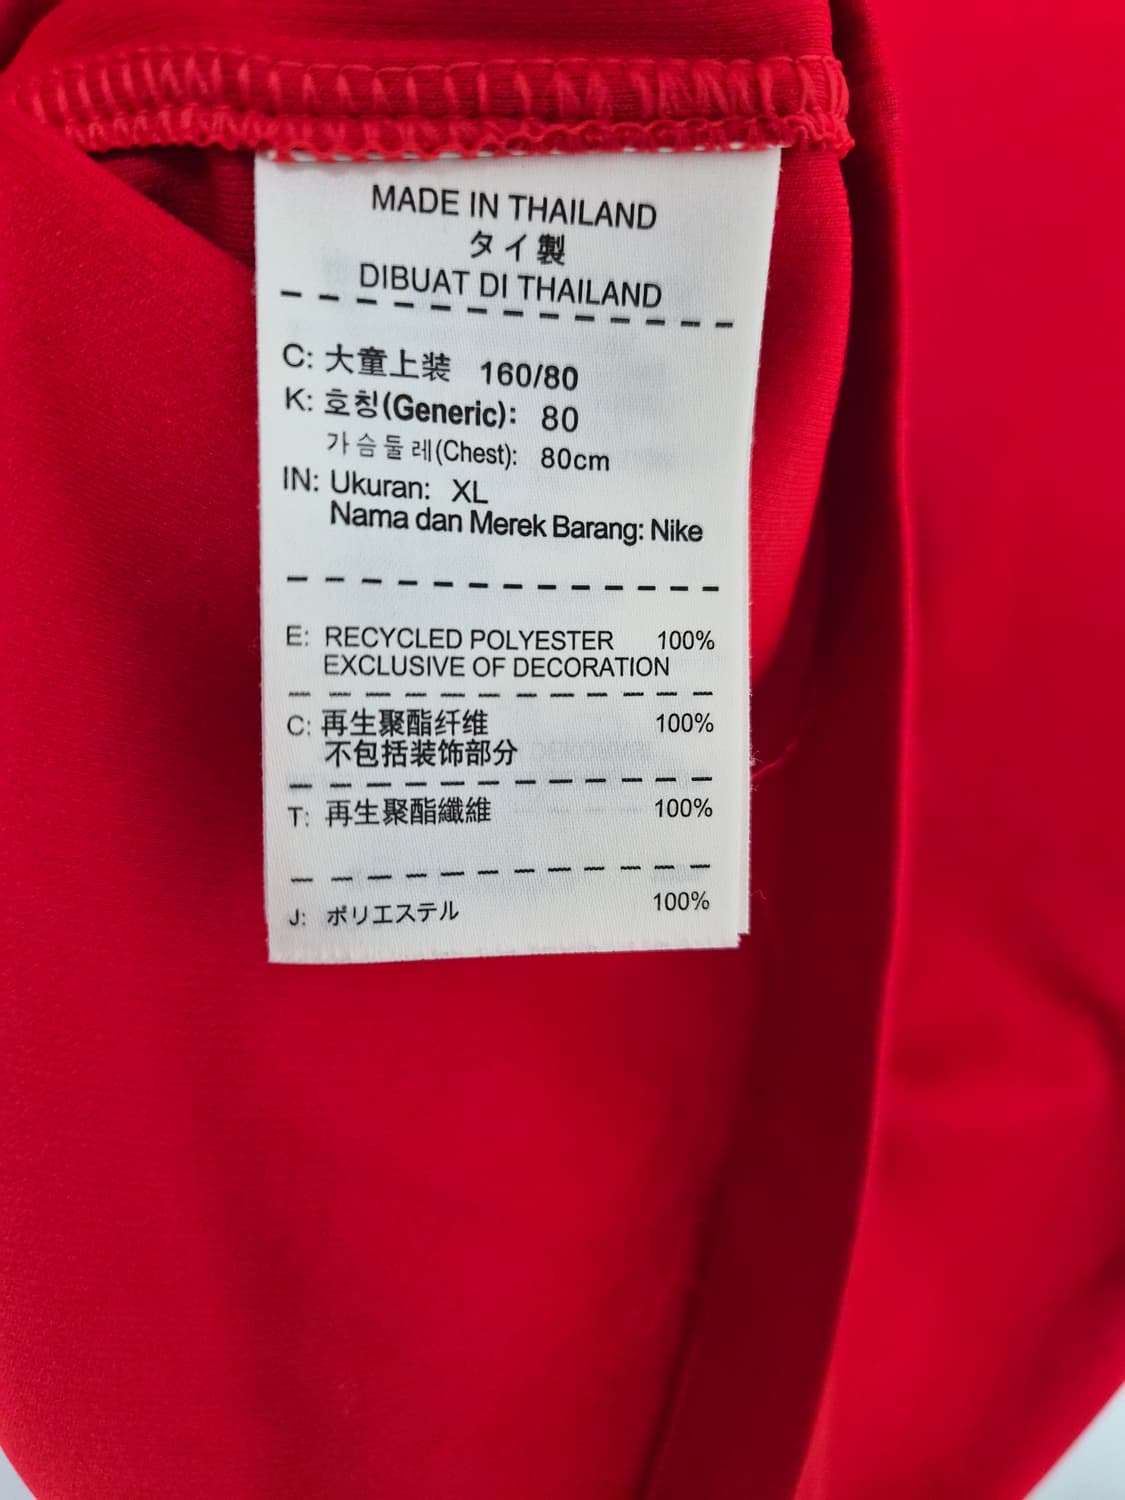 MADE IN THAILAND
タイ製
DIBUAT DI THAILAND
C: 大童上装 160/80
K: 호칭(Generic): 80
가슴둘레(Chest): 80cm
IN: Ukuran: XL
Nama dan Merek Barang: Nike
E: RECYCLED POLYESTER 100%
EXCLUSIVE OF DECORATION
C: 再生聚酯纤维 100%
不包括装饰部分
T: 再生聚酯纖維 100%
J: ポリエステル 100%